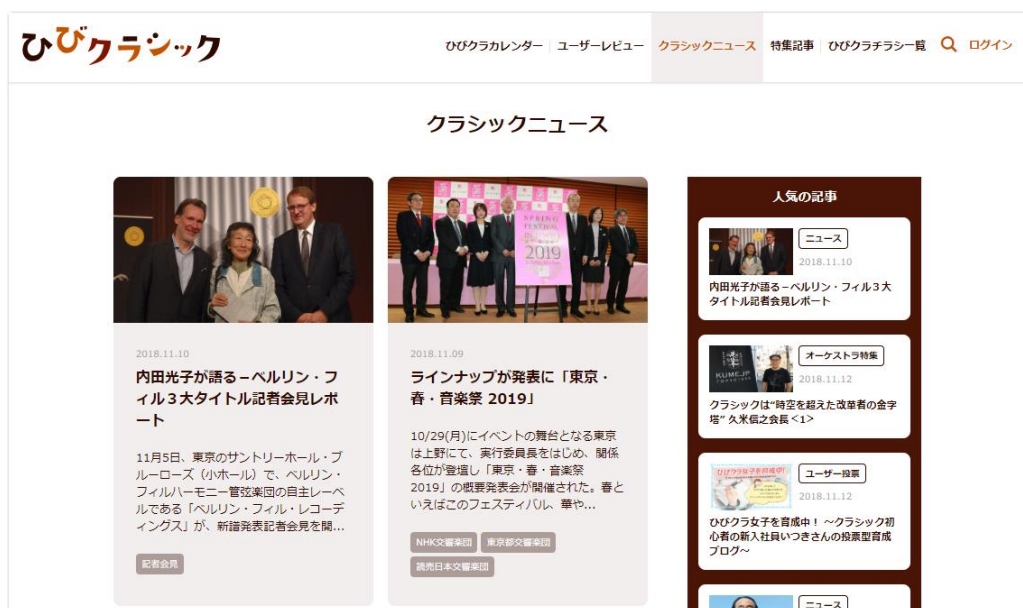 ひびクラシック
ひびクラカレンダー ユーザーレビュー クラシックニュース 特集記事 ひびクラチラシ一覧 ログイン
クラシックニュース
SPRING
FESTIVAL
2019
2018.11.10
内田光子が語る－ベルリン・フ
ィル３大タイトル記者会見レポ
ート
11月5日、東京のサントリーホール・ブ
ルーローズ（小ホール）で、ベルリン・
フィルハーモニー管弦楽団の自主レーベ
ルである「ベルリン・フィル・レコーデ
ィングス」が、新譜発表記者会見を開...
記者会見
2018.11.09
ラインナップが発表に「東京・
春・音楽祭 2019」
10/29(月)にイベントの舞台となる東京
は上野にて、実行委員長をはじめ、関係
各位が登壇し「東京・春・音楽祭
2019」の概要発表会が開催された。春と
いえばこのフェスティバル、華や...
NHK交響楽団 東京都交響楽団
読売日本交響楽団
人気の記事
ニュース
2018.11.10
内田光子が語る－ベルリン・フィル３大
タイトル記者会見レポート
KUME.JP
オーケストラ特集
2018.11.12
クラシックは“時空を超えた改革者の金字
塔” 久米信之会長 <1>
ひびクラ女子を育成中!
ユーザー投票
2018.11.12
ひびクラ女子を育成中！ ～クラシック初
心者の新入社員いつきさんの投票型育成
ブログ～
ニュース